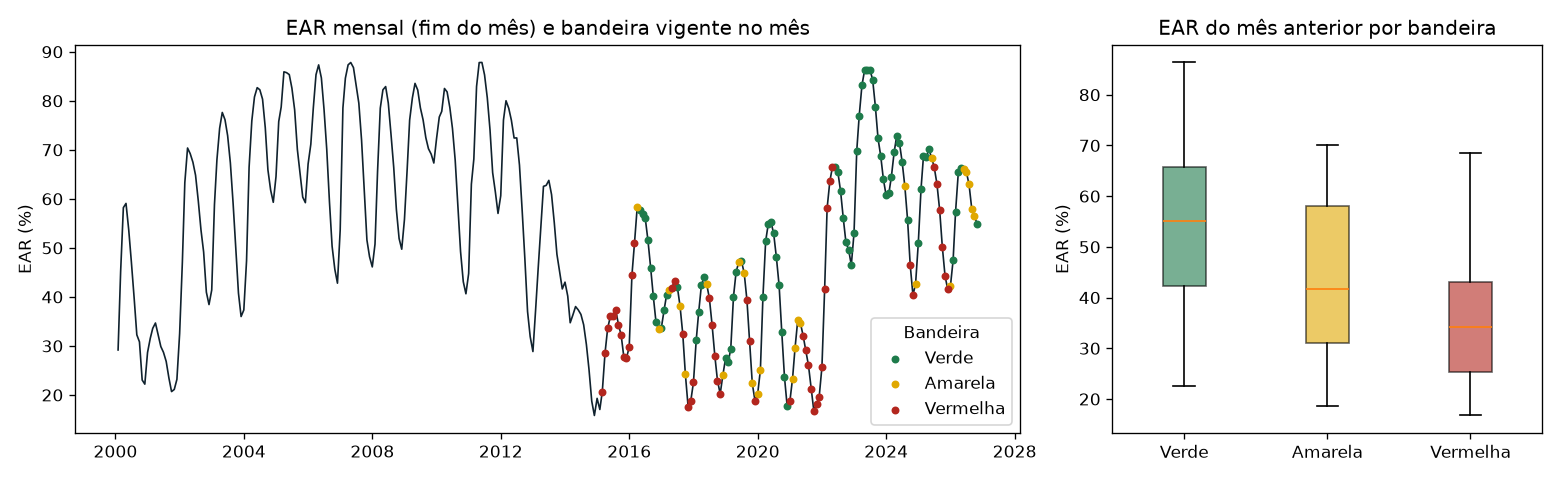 EAR mensal (fim do mês) e bandeira vigente no mês
EAR (%)
90
80
70
60
50
40
30
20
2000
2004
2008
2012
2016
2020
2024
2028
Bandeira
Verde
Amarela
Vermelha
EAR do mês anterior por bandeira
EAR (%)
80
70
60
50
40
30
20
Verde
Amarela
Vermelha